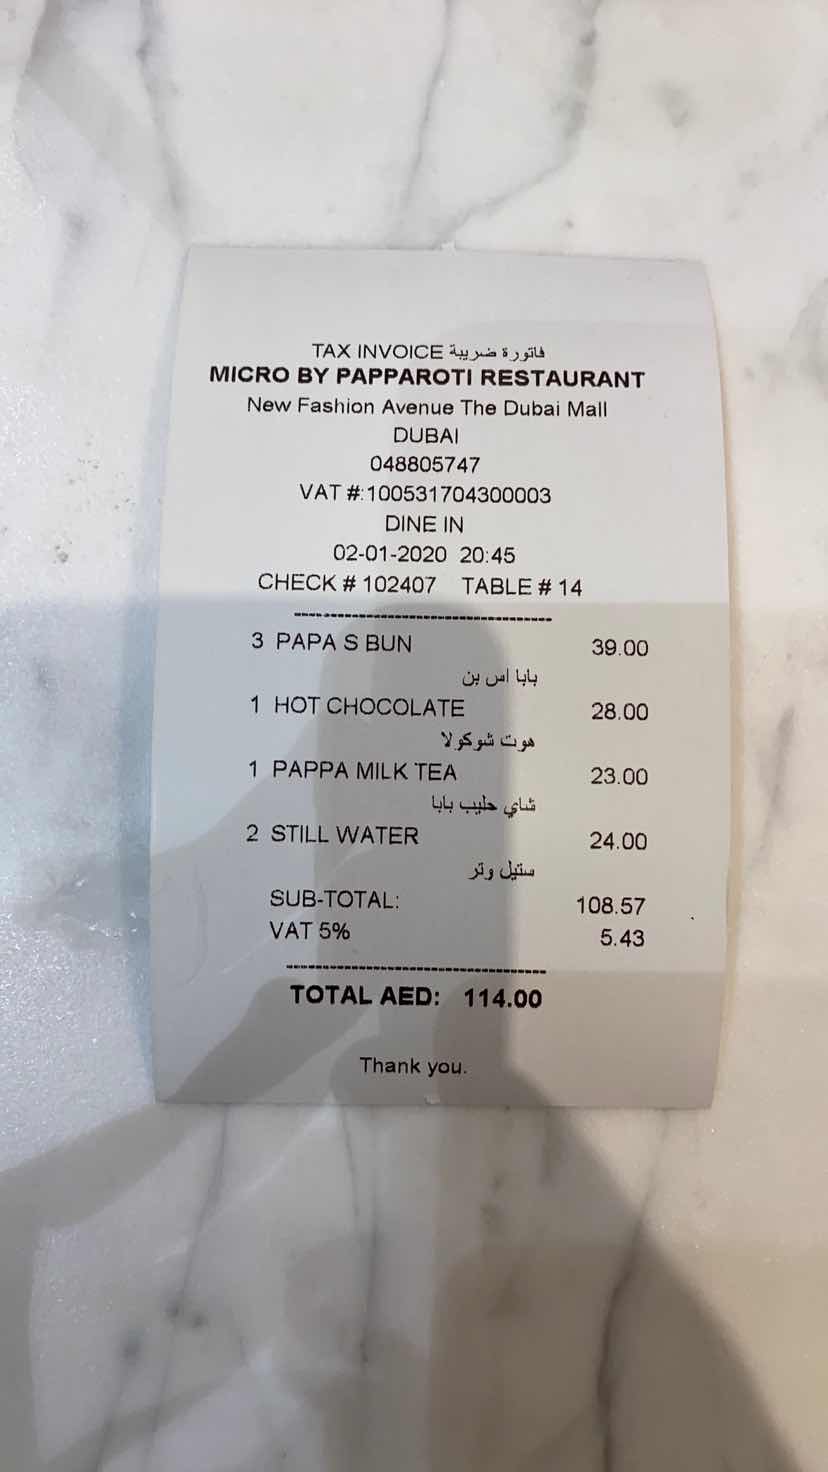 TAX INVOICE فاتورة ضريبة
MICRO BY PAPPAROTI RESTAURANT
New Fashion Avenue The Dubai Mall
DUBAI
048805747
VAT #:100531704300003
DINE IN
02-01-2020 20:45
CHECK # 102407 TABLE # 14
3 PAPA S BUN 39.00
بابا اس بن
1 HOT CHOCOLATE 28.00
هوت شوكولا
1 PAPPA MILK TEA 23.00
شاي حليب بابا
2 STILL WATER 24.00
ستيل وتر
SUB-TOTAL: 108.57
VAT 5% 5.43
TOTAL AED: 114.00
Thank you.